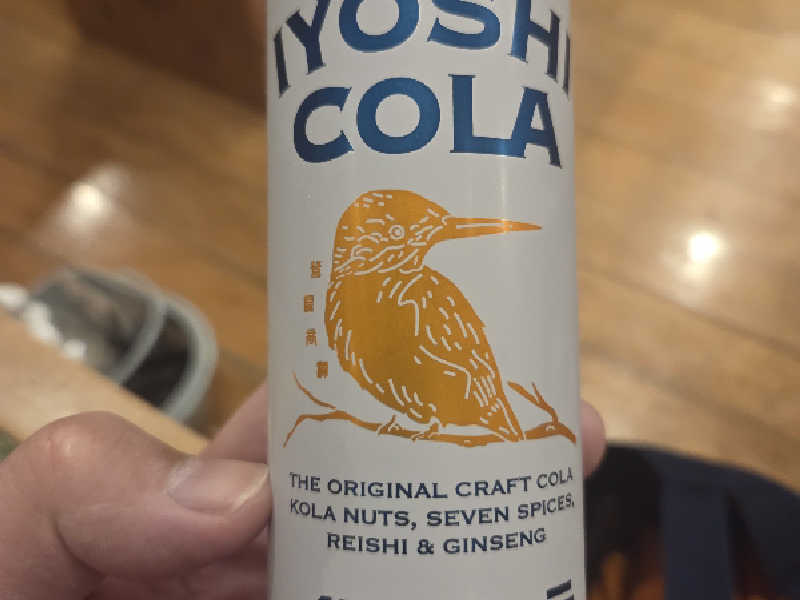 IYOSHI
COLA
THE ORIGINAL CRAFT COLA
KOLA NUTS, SEVEN SPICES,
REISHI & GINSENG